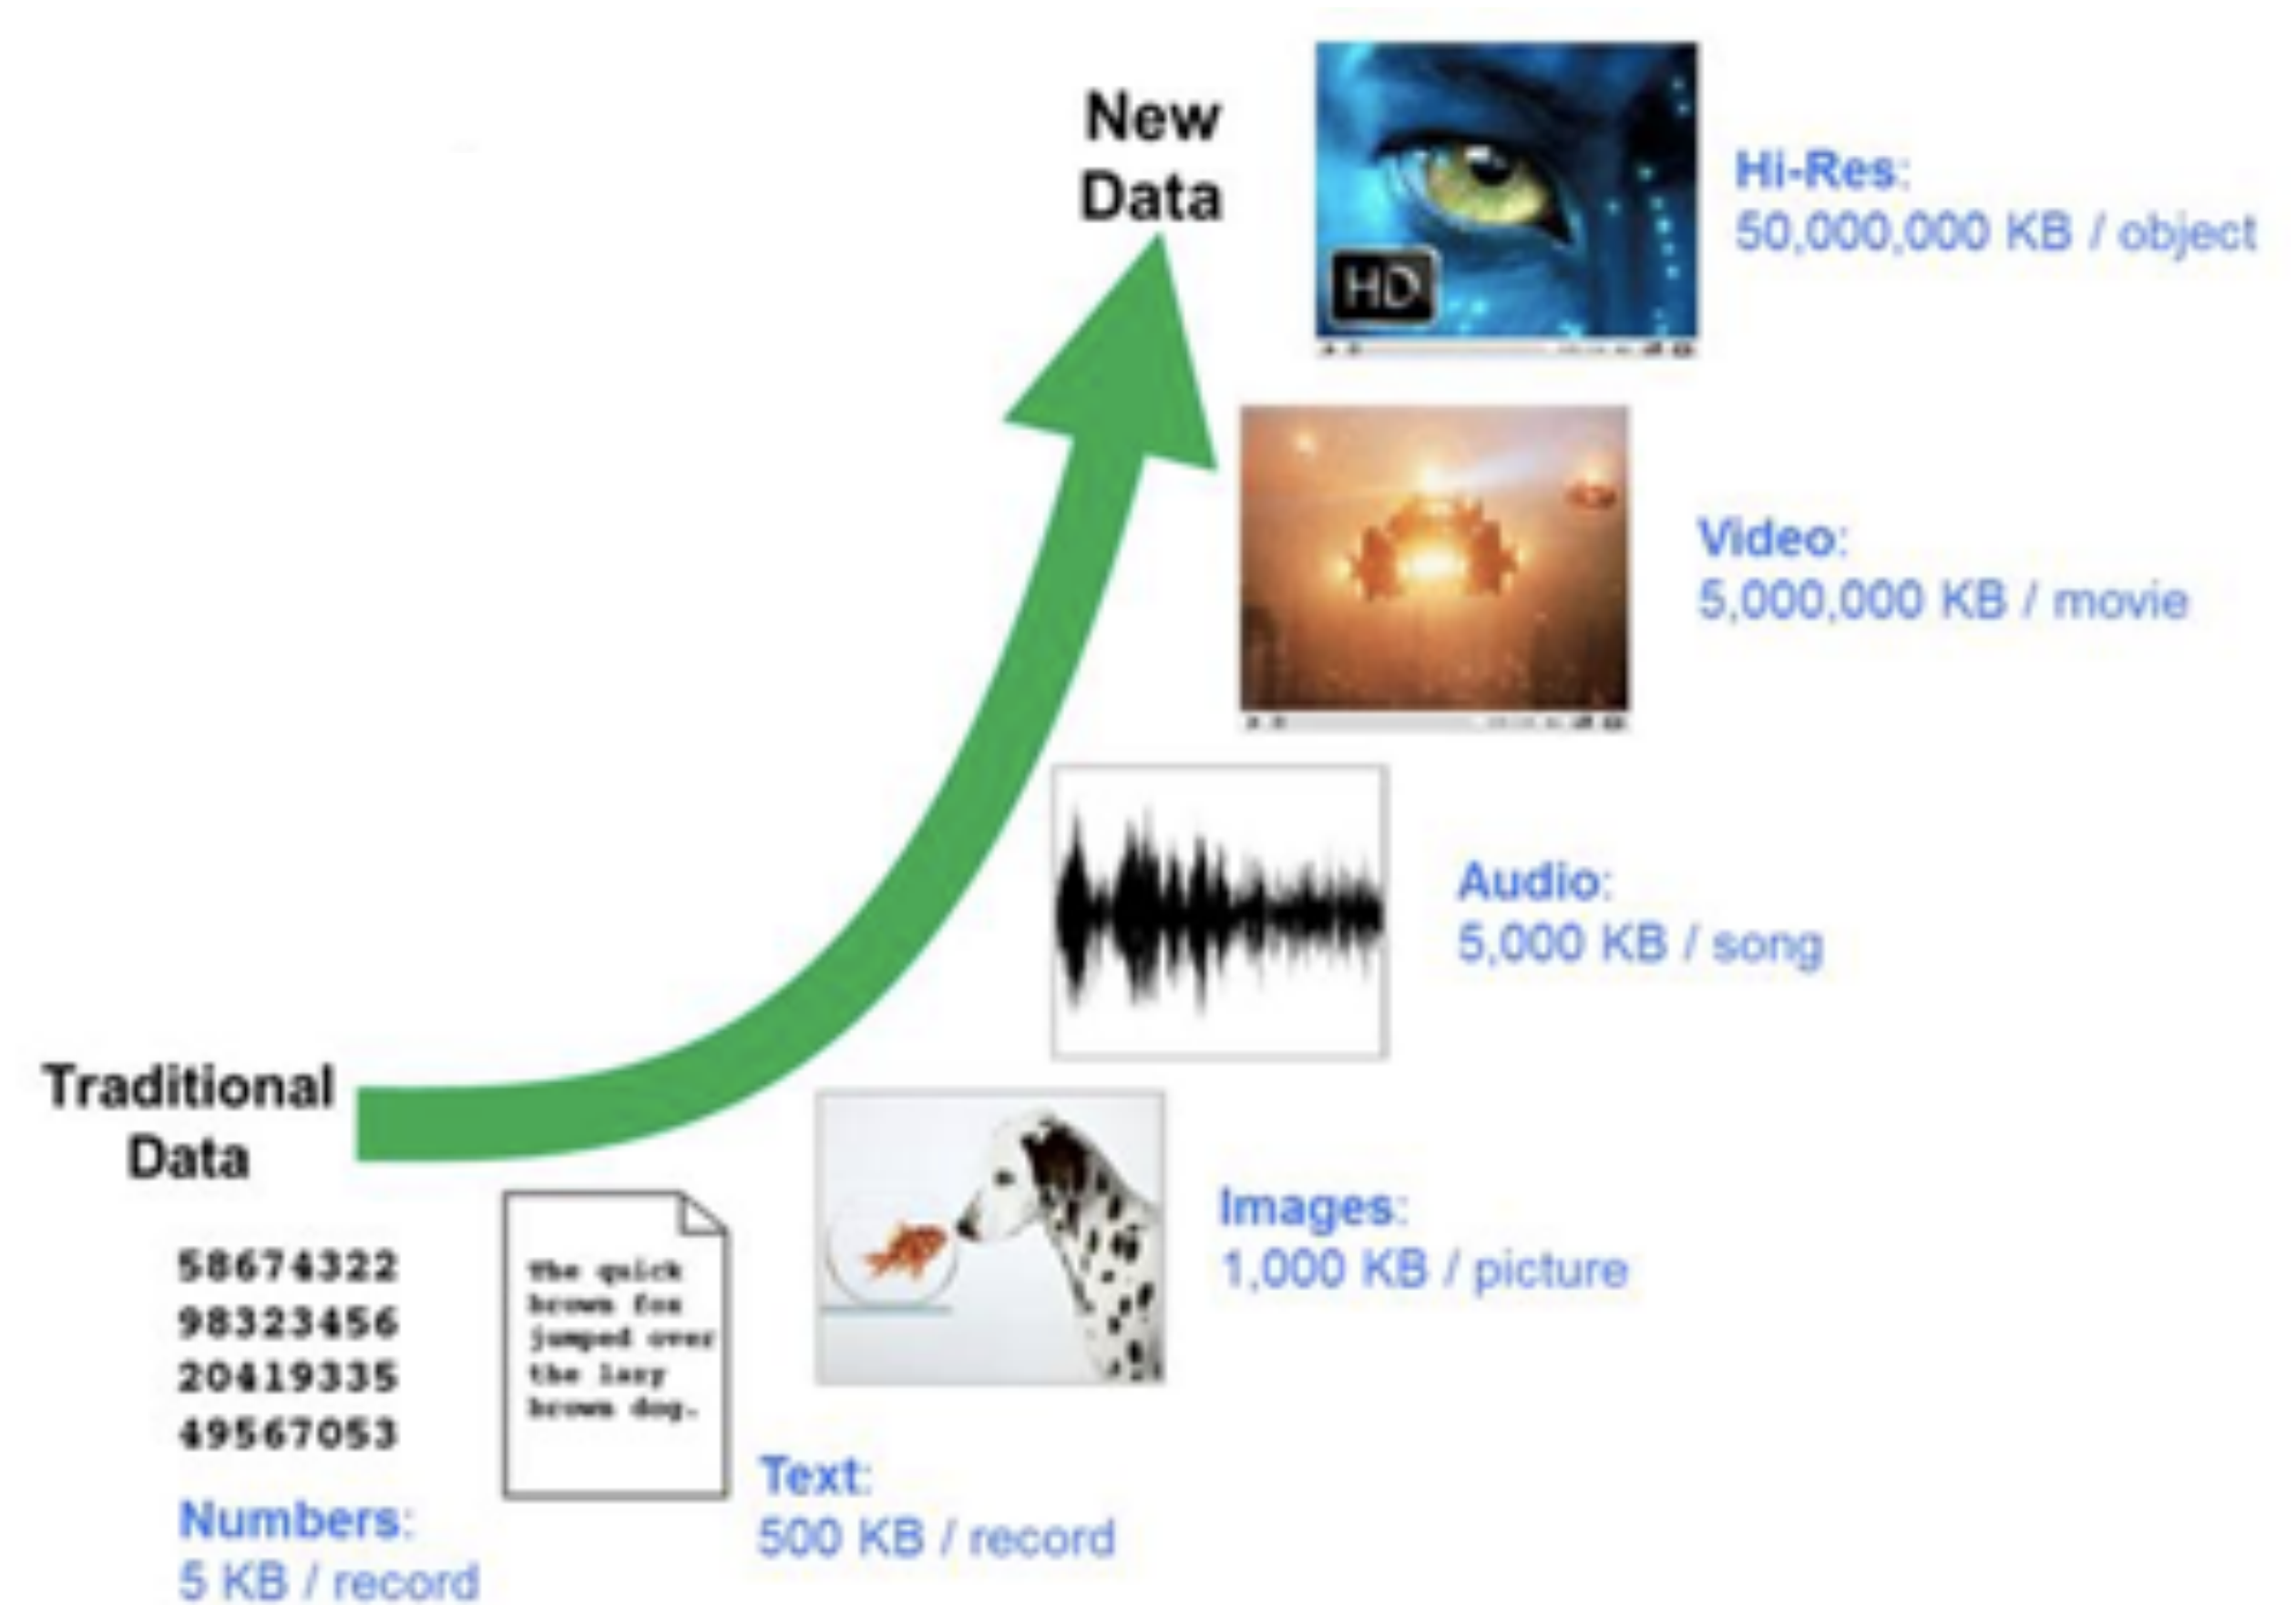 New
Data
HD
Hi-Res:
50,000,000 KB / object
Video:
5,000,000 KB / movie
Audio:
5,000 KB / song
Traditional
Data
Images:
1,000 KB / picture
58674322
98323456
20419335
49567053
The quick
brown fox
jumped over
the lazy
brown dog.
Text:
500 KB / record
Numbers:
5 KB / record